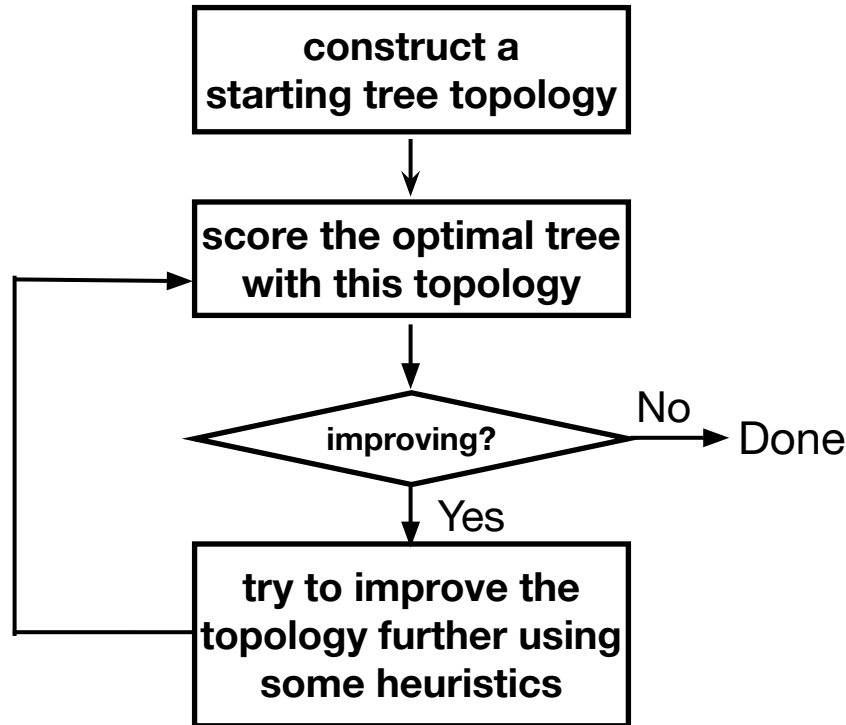 construct a
starting tree topology
score the optimal tree
with this topology
improving?
No
Done
Yes
try to improve the
topology further using
some heuristics